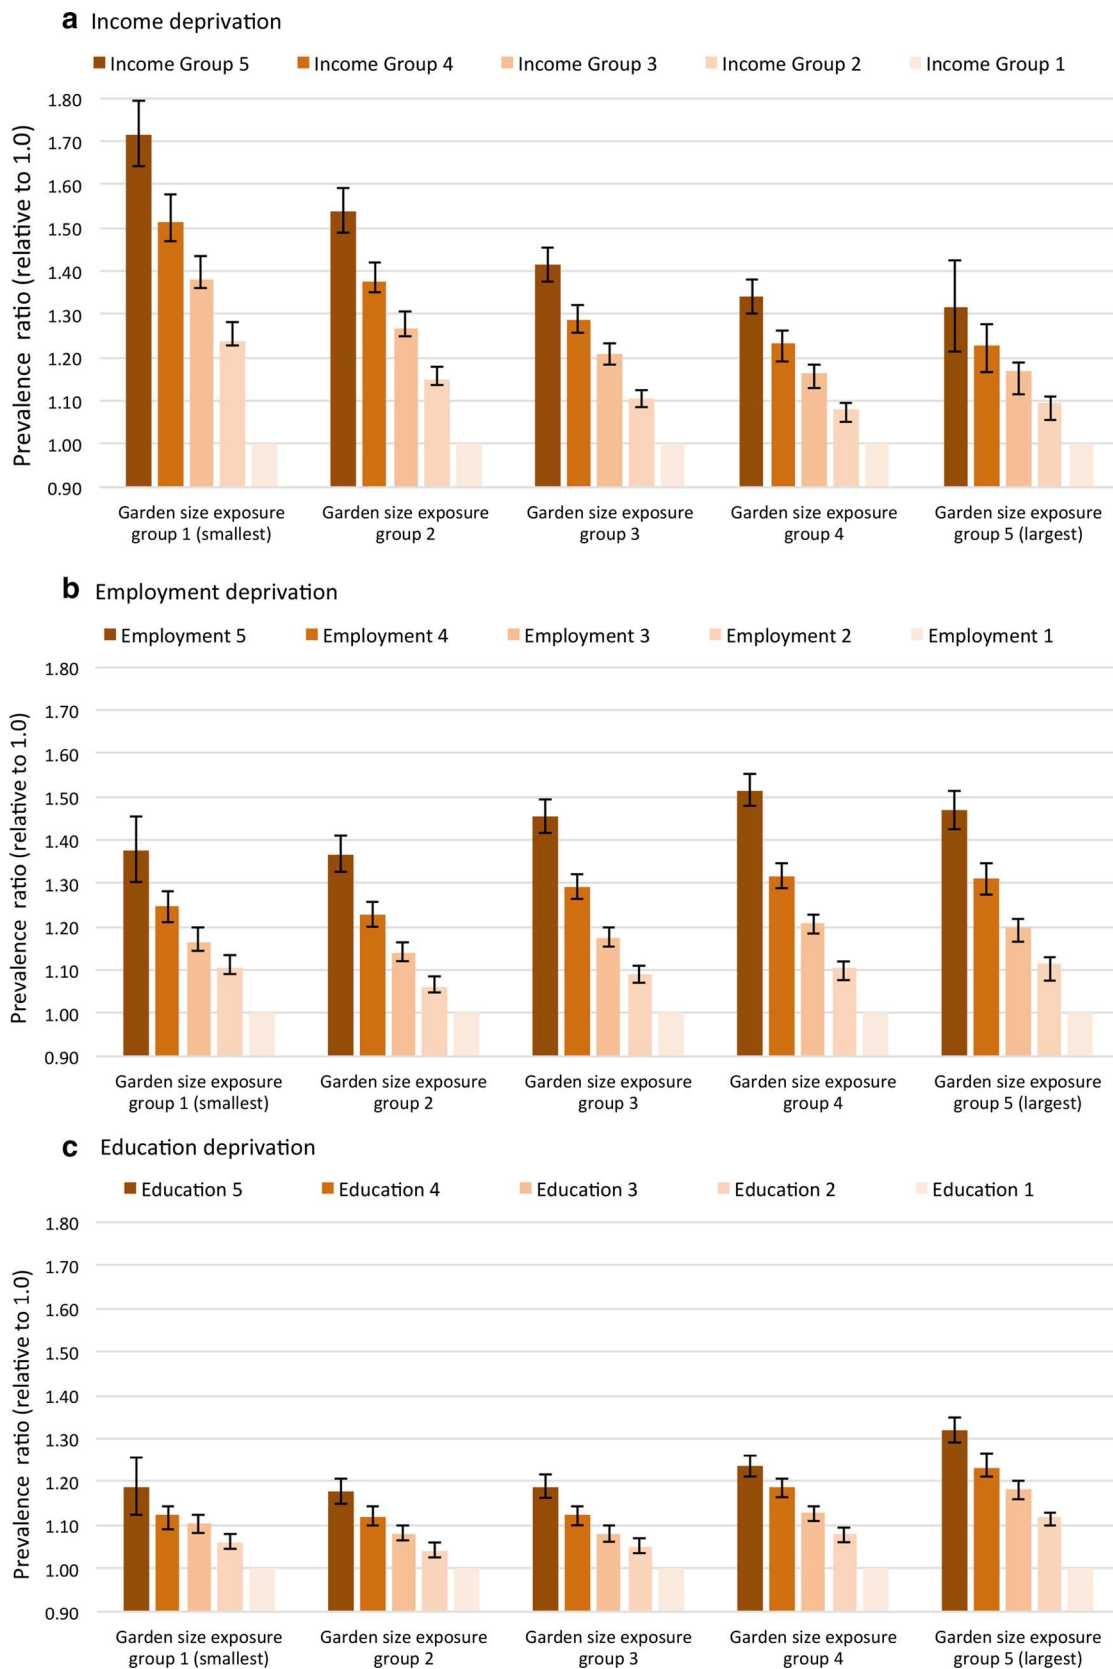 a Income deprivation
Income Group 5 Income Group 4 Income Group 3 Income Group 2 Income Group 1
Prevalence ratio (relative to 1.0)
1.80
1.70
1.60
1.50
1.40
1.30
1.20
1.10
1.00
0.90
Garden size exposure group 1 (smallest)
Garden size exposure group 2
Garden size exposure group 3
Garden size exposure group 4
Garden size exposure group 5 (largest)
b Employment deprivation
Employment 5 Employment 4 Employment 3 Employment 2 Employment 1
Prevalence ratio (relative to 1.0)
1.80
1.70
1.60
1.50
1.40
1.30
1.20
1.10
1.00
0.90
Garden size exposure group 1 (smallest)
Garden size exposure group 2
Garden size exposure group 3
Garden size exposure group 4
Garden size exposure group 5 (largest)
c Education deprivation
Education 5 Education 4 Education 3 Education 2 Education 1
Prevalence ratio (relative to 1.0)
1.80
1.70
1.60
1.50
1.40
1.30
1.20
1.10
1.00
0.90
Garden size exposure group 1 (smallest)
Garden size exposure group 2
Garden size exposure group 3
Garden size exposure group 4
Garden size exposure group 5 (largest)